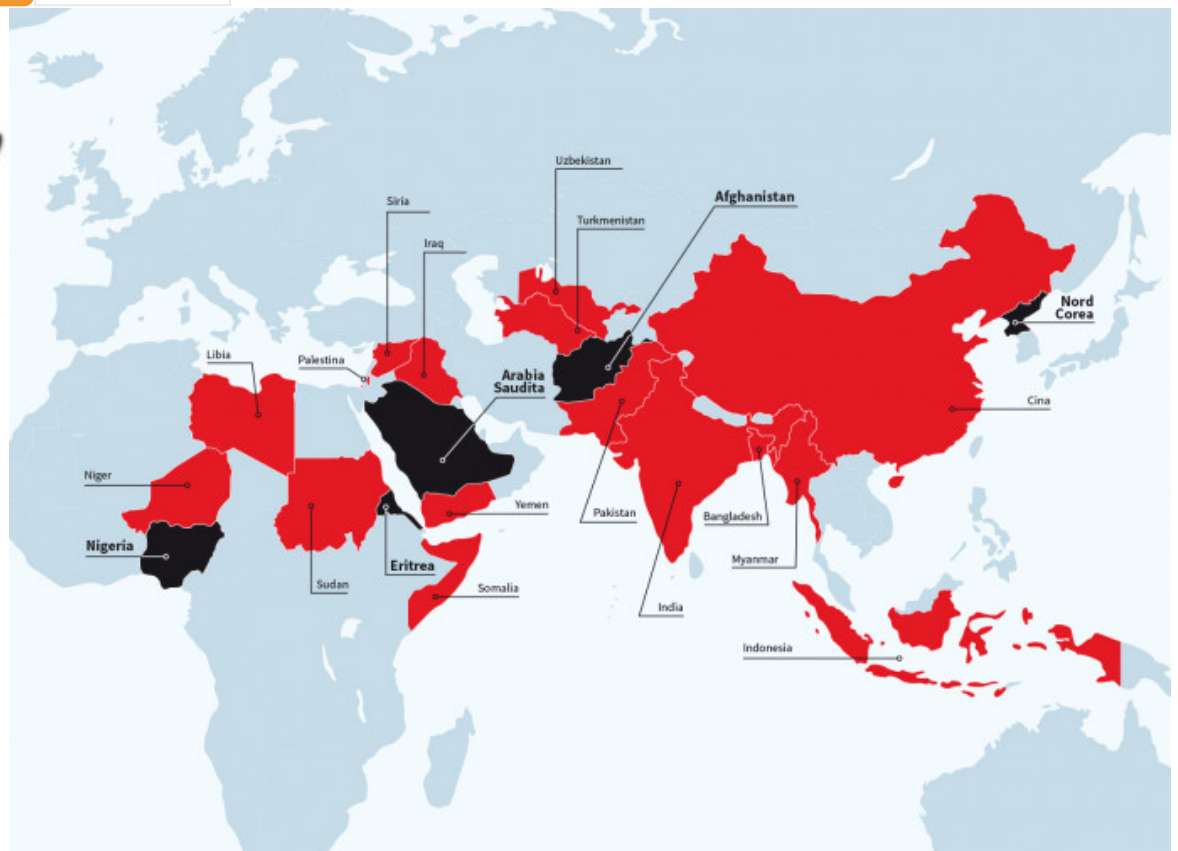 Uzbekistan
Afghanistan
Siria
Turkmenistan
Iraq
Nord
Corea
Libia
Palestina
Arabia
Saudita
Cina
Niger
Yemen
Pakistan
Bangladesh
Nigeria
Eritrea
Myanmar
Sudan
Somalia
India
Indonesia